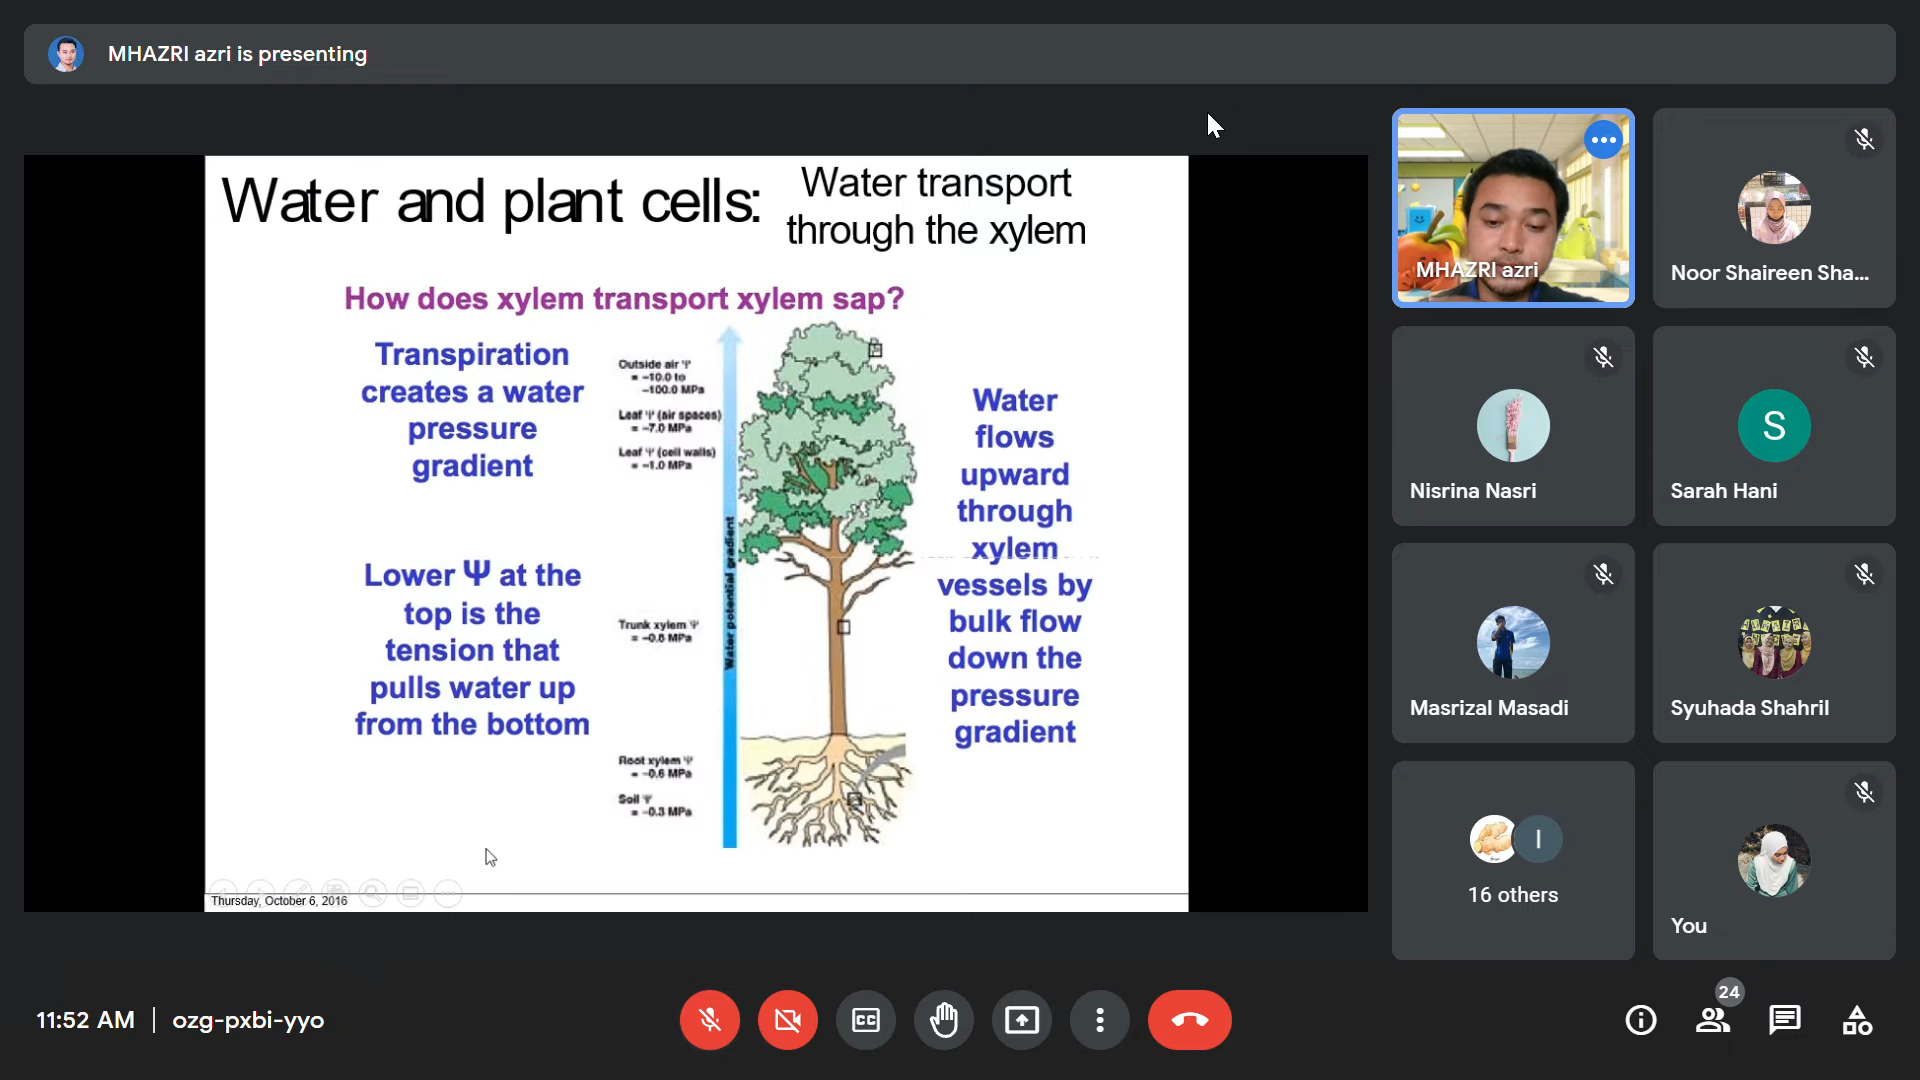 MHAZRI azri is presenting
Water and plant cells:
Water transport
through the xylem
How does xylem transport xylem sap?
Transpiration
creates a water
pressure
gradient
Lower Ψ at the
top is the
tension that
pulls water up
from the bottom
Outside air Ψ
= –10.0 to
–100.0 MPa
Leaf Ψ (air spaces)
= –7.0 MPa
Leaf Ψ (cell walls)
= –1.0 MPa
Trunk xylem Ψ
= –0.8 MPa
Root xylem Ψ
= –0.6 MPa
Soil Ψ
= –0.3 MPa
Water potential gradient
Water
flows
upward
through
xylem
vessels by
bulk flow
down the
pressure
gradient
Thursday, October 6, 2016
MHAZRI azri
Noor Shaireen Sha...
Nisrina Nasri
S
Sarah Hani
Masrizal Masadi
Syuhada Shahril
I
16 others
You
11:52 AM | ozg-pxbi-yyo
CC
24